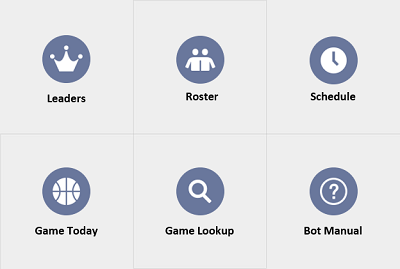 Leaders
Roster
Schedule
Game Today
Game Lookup
Bot Manual